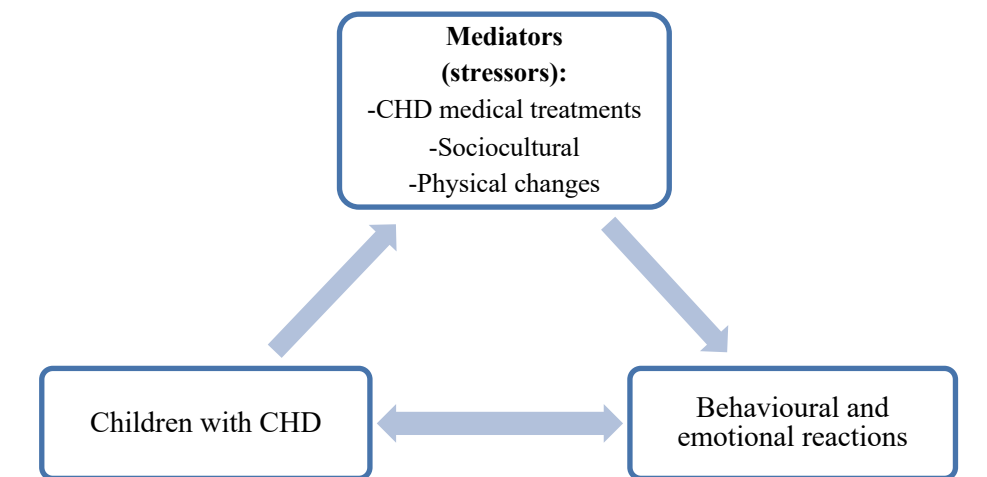 Mediators
(stressors):
-CHD medical treatments
-Sociocultural
-Physical changes
Children with CHD
Behavioural and
emotional reactions